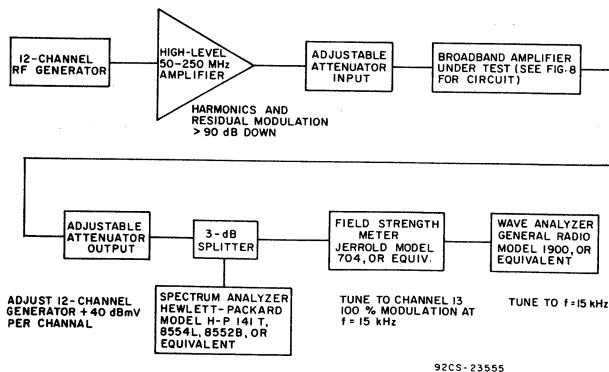 12-CHANNEL
RF GENERATOR
HIGH-LEVEL
50-250 MHz
AMPLIFIER
HARMONICS AND
RESIDUAL MODULATION
> 90 dB DOWN
ADJUSTABLE
ATTENUATOR
INPUT
BROADBAND AMPLIFIER
UNDER TEST (SEE FIG. 8
FOR CIRCUIT)
ADJUSTABLE
ATTENUATOR
OUTPUT
ADJUST 12-CHANNEL
GENERATOR +40 dBmV
PER CHANNAL
3-dB
SPLITTER
SPECTRUM ANALYZER
HEWLETT-PACKARD
MODEL H-P 141 T,
8554L, 8552B, OR
EQUIVALENT
FIELD STRENGTH
METER
JERROLD MODEL
704, OR EQUIV.
TUNE TO CHANNEL 13
100 % MODULATION AT
f = 15 kHz
WAVE ANALYZER
GENERAL RADIO
MODEL 1900, OR
EQUIVALENT
TUNE TO f=15 kHz
92CS-23555